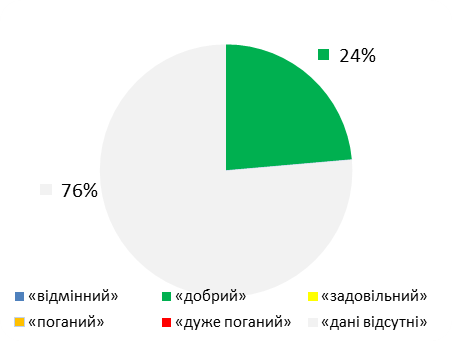 24%
76%
«відмінний» «добрий» «задовільний»
«поганий» «дуже поганий» «дані відсутні»